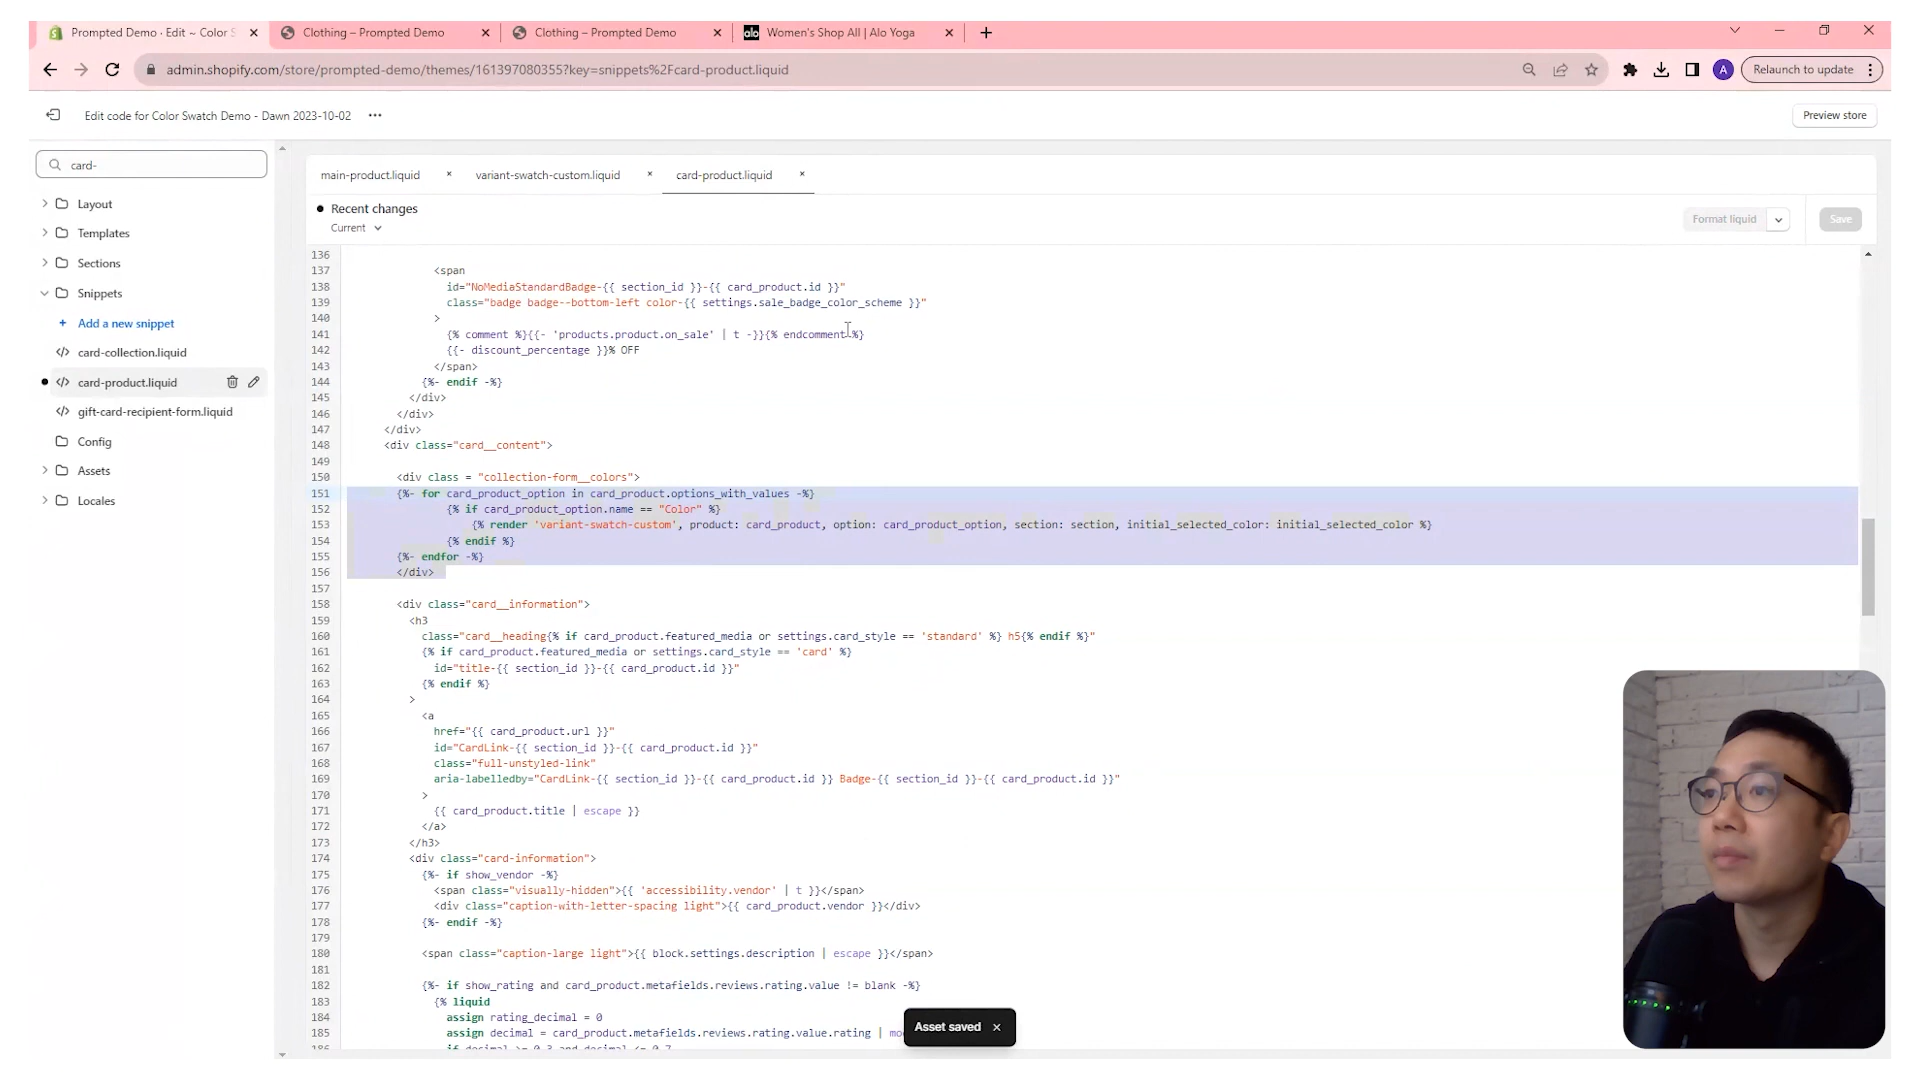 Prompted Demo · Edit ~ Color S
Clothing – Prompted Demo
Clothing – Prompted Demo
alo Women's Shop All | Alo Yoga
admin.shopify.com/store/prompted-demo/themes/161397080355?key=snippets%2Fcard-product.liquid
A
Relaunch to update
Edit code for Color Swatch Demo - Dawn 2023-10-02
Preview store
card-
Layout
Templates
Sections
Snippets
Add a new snippet
card-collection.liquid
card-product.liquid
gift-card-recipient-form.liquid
Config
Assets
Locales
main-product.liquid
variant-swatch-custom.liquid
card-product.liquid
Recent changes
Current
Format liquid
Save
136
137 <span
138 id="NoMediaStandardBadge-{{ section_id }}-{{ card_product.id }}"
139 class="badge badge--bottom-left color-{{ settings.sale_badge_color_scheme }}"
140 >
141 {% comment %}{{- 'products.product.on_sale' | t -}}{% endcomment %}
142 {{- discount_percentage }}% OFF
143 </span>
144 {%- endif -%}
145 </div>
146 </div>
147 </div>
148 <div class="card__content">
149
150 <div class = "collection-form__colors">
151 {%- for card_product_option in card_product.options_with_values -%}
152 {% if card_product_option.name == "Color" %}
153 {% render 'variant-swatch-custom', product: card_product, option: card_product_option, section: section, initial_selected_color: initial_selected_color %}
154 {% endif %}
155 {%- endfor -%}
156 </div>
157
158 <div class="card__information">
159 <h3
160 class="card__heading{% if card_product.featured_media or settings.card_style == 'standard' %} h5{% endif %}"
161 {% if card_product.featured_media or settings.card_style == 'card' %}
162 id="title-{{ section_id }}-{{ card_product.id }}"
163 {% endif %}
164 >
165 <a
166 href="{{ card_product.url }}"
167 id="CardLink-{{ section_id }}-{{ card_product.id }}"
168 class="full-unstyled-link"
169 aria-labelledby="CardLink-{{ section_id }}-{{ card_product.id }} Badge-{{ section_id }}-{{ card_product.id }}"
170 >
171 {{ card_product.title | escape }}
172 </a>
173 </h3>
174 <div class="card-information">
175 {%- if show_vendor -%}
176 <span class="visually-hidden">{{ 'accessibility.vendor' | t }}</span>
177 <div class="caption-with-letter-spacing light">{{ card_product.vendor }}</div>
178 {%- endif -%}
179
180 <span class="caption-large light">{{ block.settings.description | escape }}</span>
181
182 {%- if show_rating and card_product.metafields.reviews.rating.value != blank -%}
183 {% liquid
184 assign rating_decimal = 0
185 assign decimal = card_product.metafields.reviews.rating.value.rating | mo
186 if decimal >= 0.3 and decimal <= 0.7
Asset saved